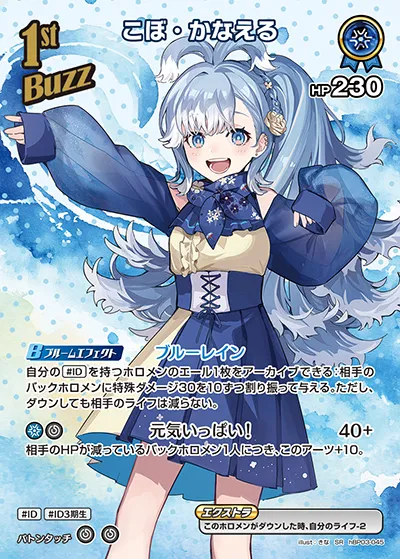 1st
Buzz
こぼ・かなえる
HP230
Bブルームエフェクト ブルーレイン
自分の#IDを持つホロメンのエール1枚をアーカイブできる：相手の
バックホロメンに特殊ダメージ30を10ずつ割り振って与える。ただし、
ダウンしても相手のライフは減らない。
元気いっぱい！ 40+
相手のHPが減っているバックホロメン1人につき、このアーツ+10。
#ID #ID3期生
バトンタッチ
エクストラ
このホロメンがダウンした時、自分のライフ-2
illust：きな SR hBP03-045